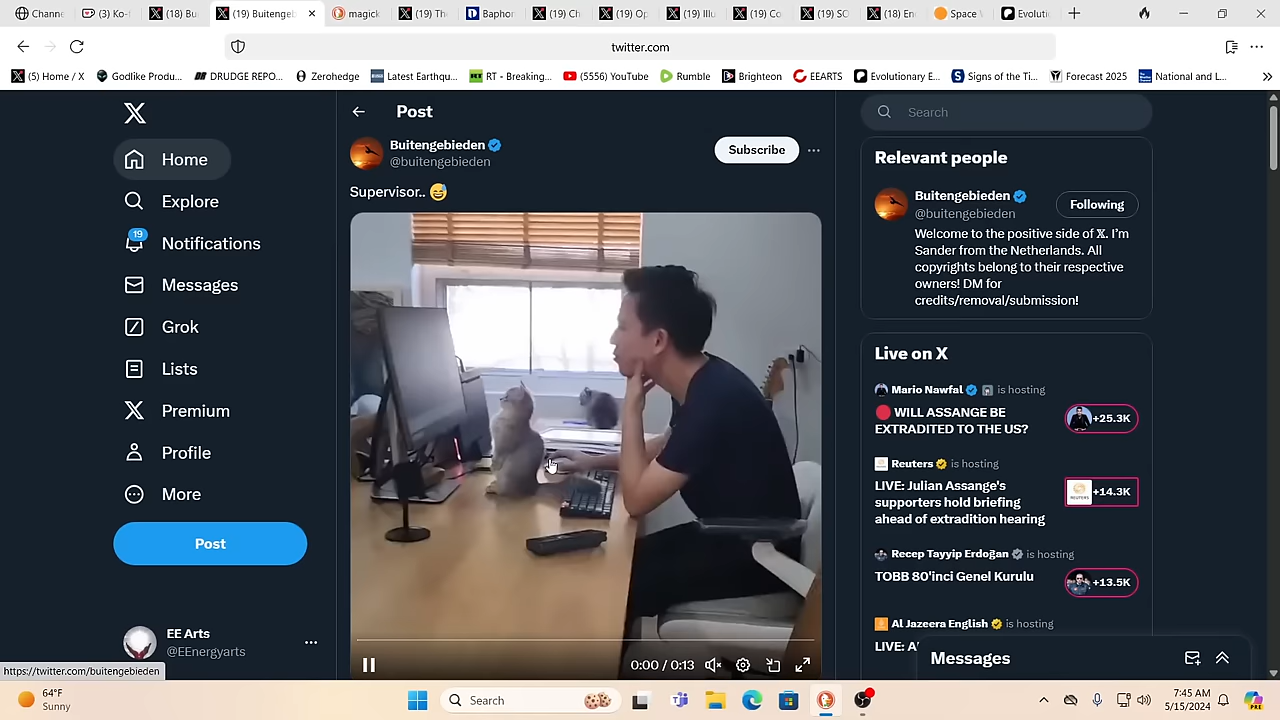 Channe
(3) Ko-f
(18) Bu
(19) Buitengeb
magick
(19) The
Baphor
(19) Ch
(19) Op
(19) Illu
(19) Co
(19) SO
(18) En
Space W
Evoluti
twitter.com
(5) Home / X
Godlike Produ...
DRUDGE REPO...
Zerohedge
Latest Earthqu...
RT - Breaking...
(5556) YouTube
Rumble
Brighteon
EEARTS
Evolutionary E...
Signs of the Ti...
Forecast 2025
National and L...
Home
Explore
19
Notifications
Messages
Grok
Lists
Premium
Profile
More
Post
EE Arts
@EEnergyarts
https://twitter.com/buitengebieden
Post
Buitengebieden
@buitengebieden
Subscribe
Supervisor.. 😅
0:00 / 0:13
Search
Relevant people
Buitengebieden
@buitengebieden
Following
Welcome to the positive side of 𝕏. I'm
Sander from the Netherlands. All
copyrights belong to their respective
owners! DM for
credits/removal/submission!
Live on X
Mario Nawfal is hosting
🔴 WILL ASSANGE BE
EXTRADITED TO THE US?
+25.3K
Reuters is hosting
LIVE: Julian Assange's
supporters hold briefing
ahead of extradition hearing
REUTERS
+14.3K
Recep Tayyip Erdoğan is hosting
TOBB 80'inci Genel Kurulu
+13.5K
Al Jazeera English is hosting
LIVE: A
Messages
64°F
Sunny
Search
7:45 AM
5/15/2024
PRE